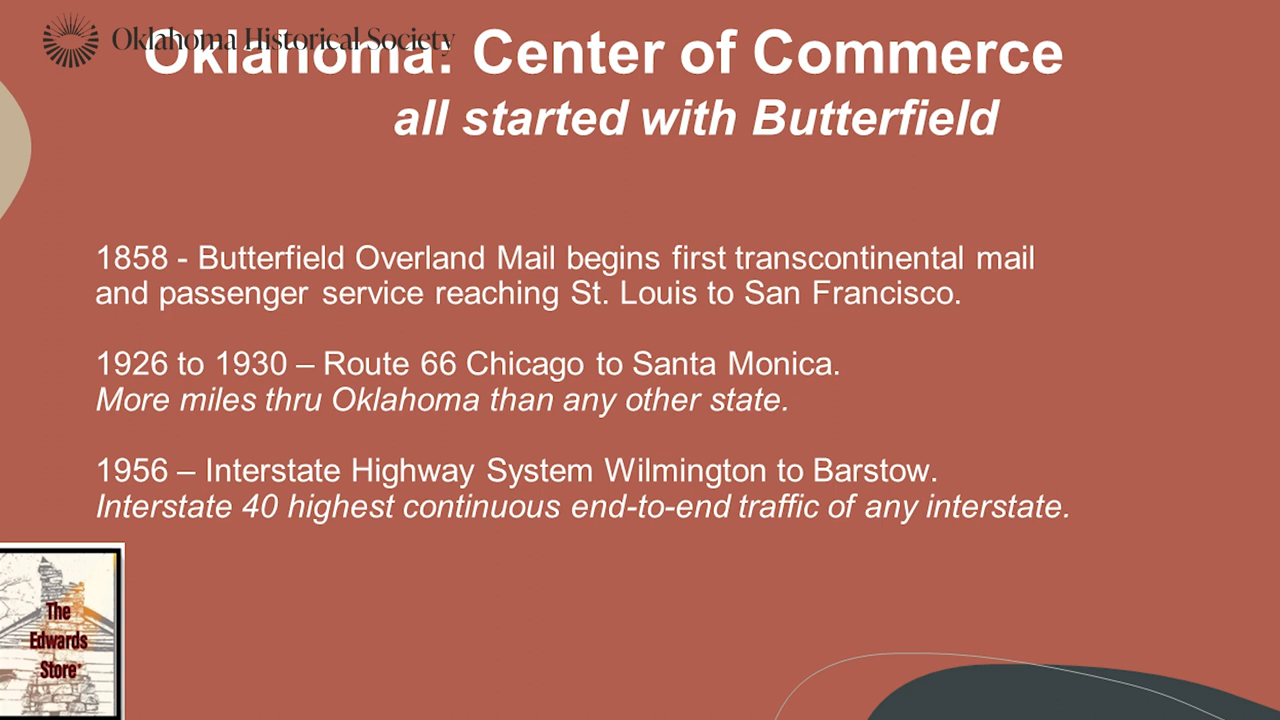 Oklahoma Historical Society
Oklahoma: Center of Commerce
all started with Butterfield
1858 - Butterfield Overland Mail begins first transcontinental mail
and passenger service reaching St. Louis to San Francisco.
1926 to 1930 – Route 66 Chicago to Santa Monica.
More miles thru Oklahoma than any other state.
1956 – Interstate Highway System Wilmington to Barstow.
Interstate 40 highest continuous end-to-end traffic of any interstate.
The
Edwards
Store